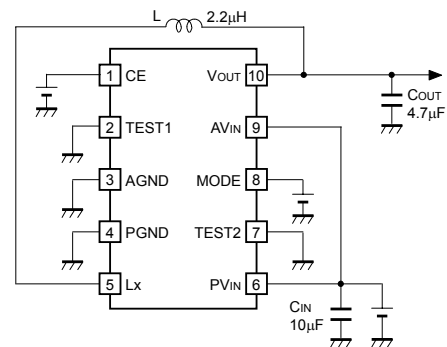 L 2.2μH
1 CE VOUT 10
COUT
4.7μF
2 TEST1 AVIN 9
3 AGND MODE 8
4 PGND TEST2 7
5 Lx PVIN 6
CIN
10μF